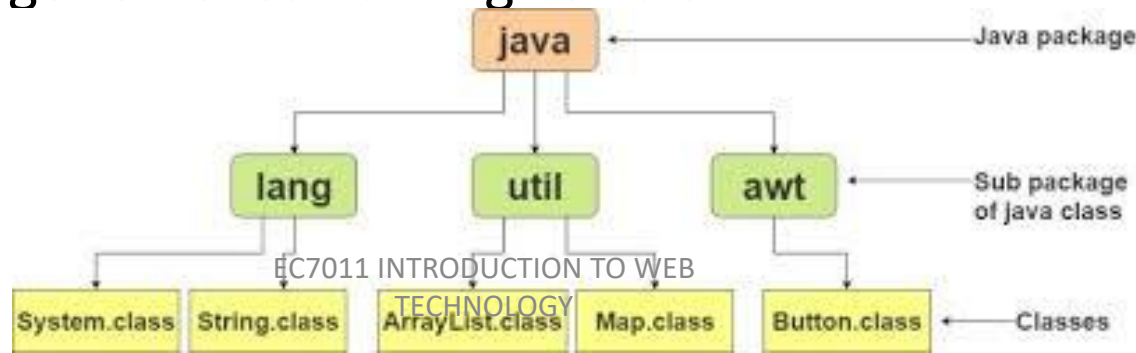 java
Java package
lang
util
awt
Sub package
of java class
EC7011 INTRODUCTION TO WEB
TECHNOLOGY
System.class
String.class
ArrayList.class
Map.class
Button.class
Classes